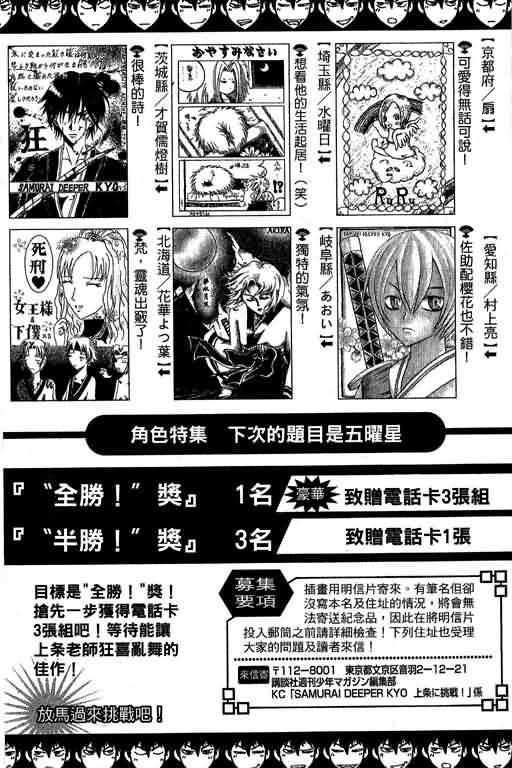 【京都府／扇】
可愛得無話可說！
RuRu
【埼玉縣／水曜日】
想看他的生活起居！（笑）
おやすみなさい
!?
【茨城縣／才賀儒燈樹】
很棒的詩！
狂
SAMURAI DEEPER KYO
【愛知縣／村上亮】
佐助配櫻花也不錯！
SAMURAI DEEPER KYO
【岐阜縣／あおい】
獨特的氣氛！
AKIRA
【北海道／花華よつ葉】
梵，靈魂出竅了！
死刑♥
女王様
&
下僕
角色特集　下次的題目是五曜星
『〝全勝！〞獎』　1名
豪華
致贈電話卡3張組
『〝半勝！〞獎』　3名
致贈電話卡1張
目標是"全勝！"獎！
搶先一步獲得電話卡
3張組吧！等待能讓
上条老師狂喜亂舞的
佳作！
放馬過來挑戰吧！
募集
要項
插畫用明信片寄來。有筆名但卻
沒寫本名及住址的情況，將會無
法寄送紀念品，因此在將明信片
投入郵筒之前請詳細檢查！下列住址也受理
大家的問題及讀者來信！
來信寄
〒112-8001　東京都文京区音羽2-12-21
講談社週刊少年マガジン編集部
KC「SAMURAI DEEPER KYO　上条に挑戦！」係